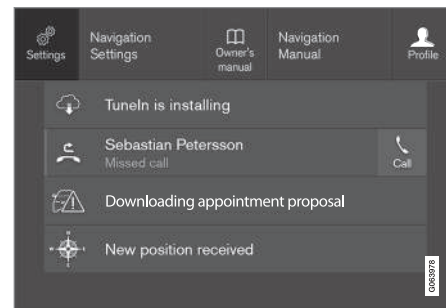 Settings
Navigation
Settings
Owner's
manual
Navigation
Manual
Profile
TuneIn is installing
Sebastian Petersson
Missed call
Call
Downloading appointment proposal
New position received
G063978